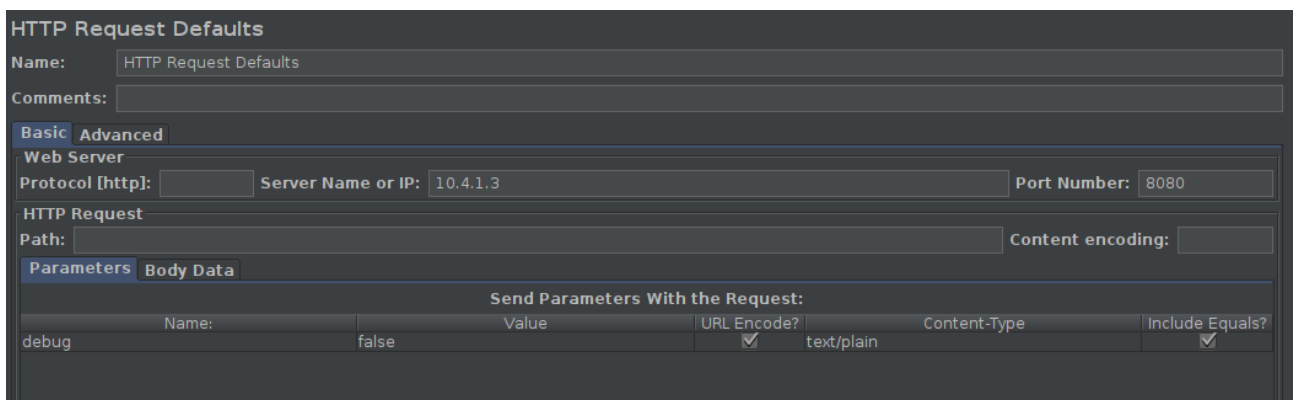 HTTP Request Defaults
Name: HTTP Request Defaults
Comments:
Basic Advanced
Web Server
Protocol [http]: Server Name or IP: 10.4.1.3 Port Number: 8080
HTTP Request
Path: Content encoding:
Parameters Body Data
Send Parameters With the Request:
Name: Value URL Encode? Content-Type Include Equals?
debug false text/plain